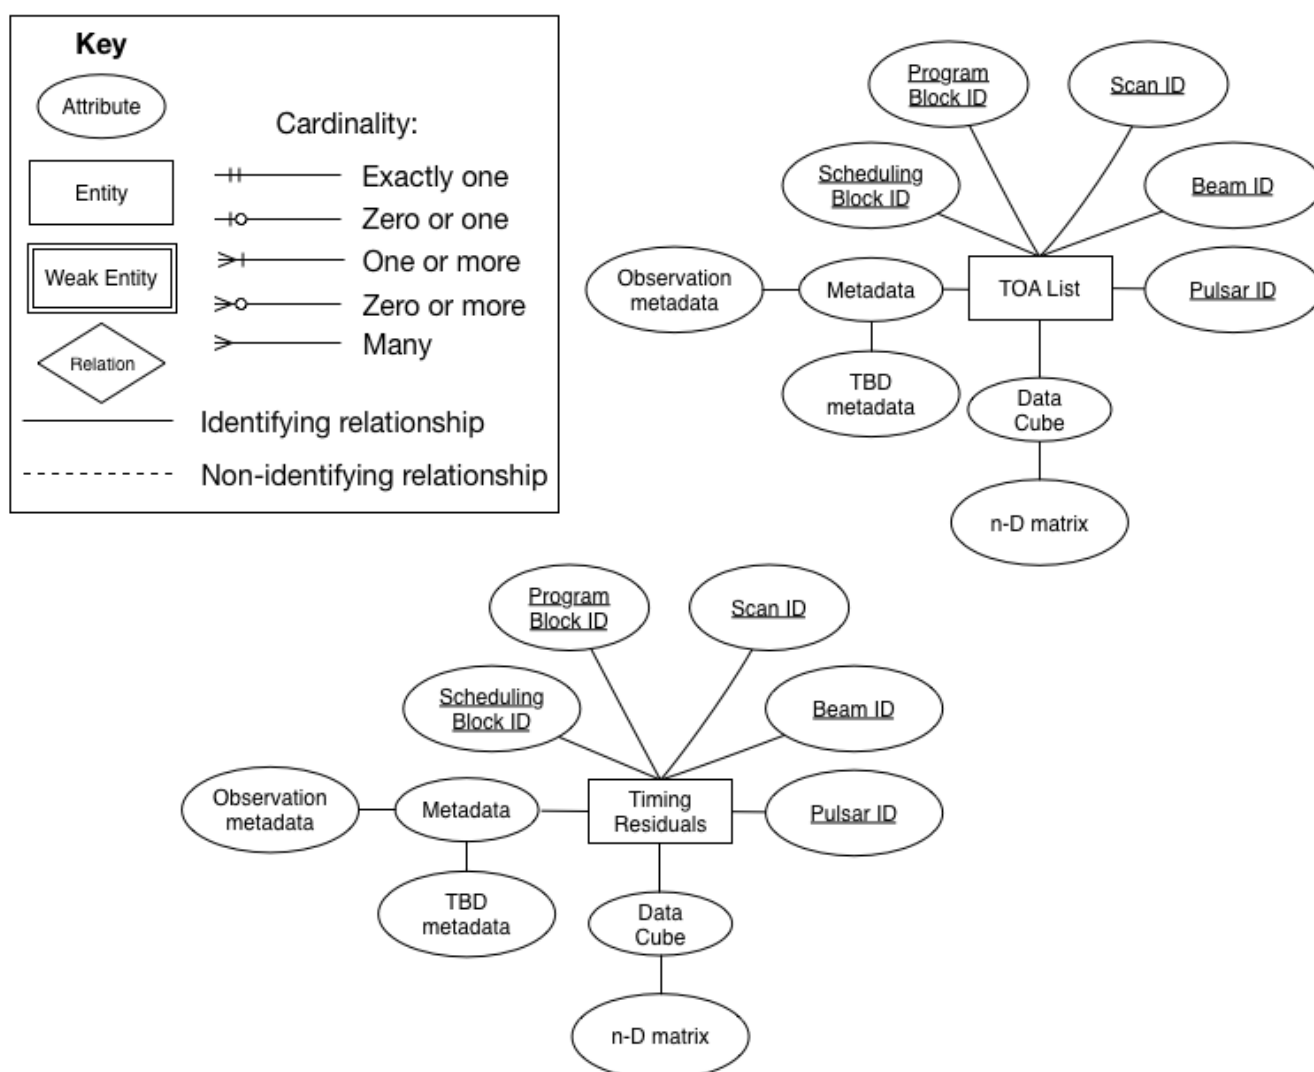 Key
Attribute
Entity
Weak Entity
Relation
Cardinality:
Exactly one
Zero or one
One or more
Zero or more
Many
Identifying relationship
Non-identifying relationship
Program
Block ID
Scan ID
Scheduling
Block ID
Beam ID
Observation
metadata
Metadata
TOA List
Pulsar ID
TBD
metadata
Data
Cube
n-D matrix
Program
Block ID
Scan ID
Scheduling
Block ID
Beam ID
Observation
metadata
Metadata
Timing
Residuals
Pulsar ID
TBD
metadata
Data
Cube
n-D matrix